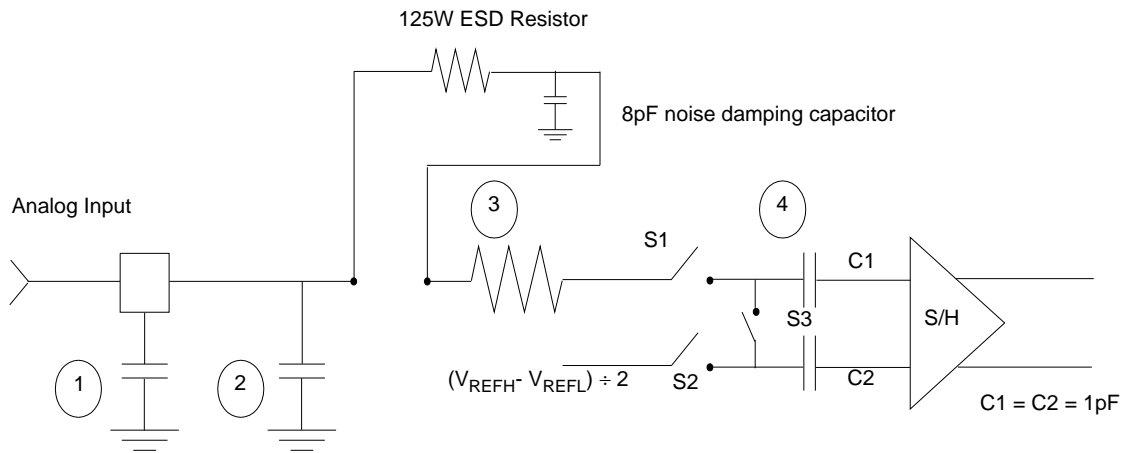 125W ESD Resistor
8pF noise damping capacitor
Analog Input
3
4
S1
C1
S3
S/H
1
2
(VREFH- VREFL) ÷ 2
S2
C2
C1 = C2 = 1pF